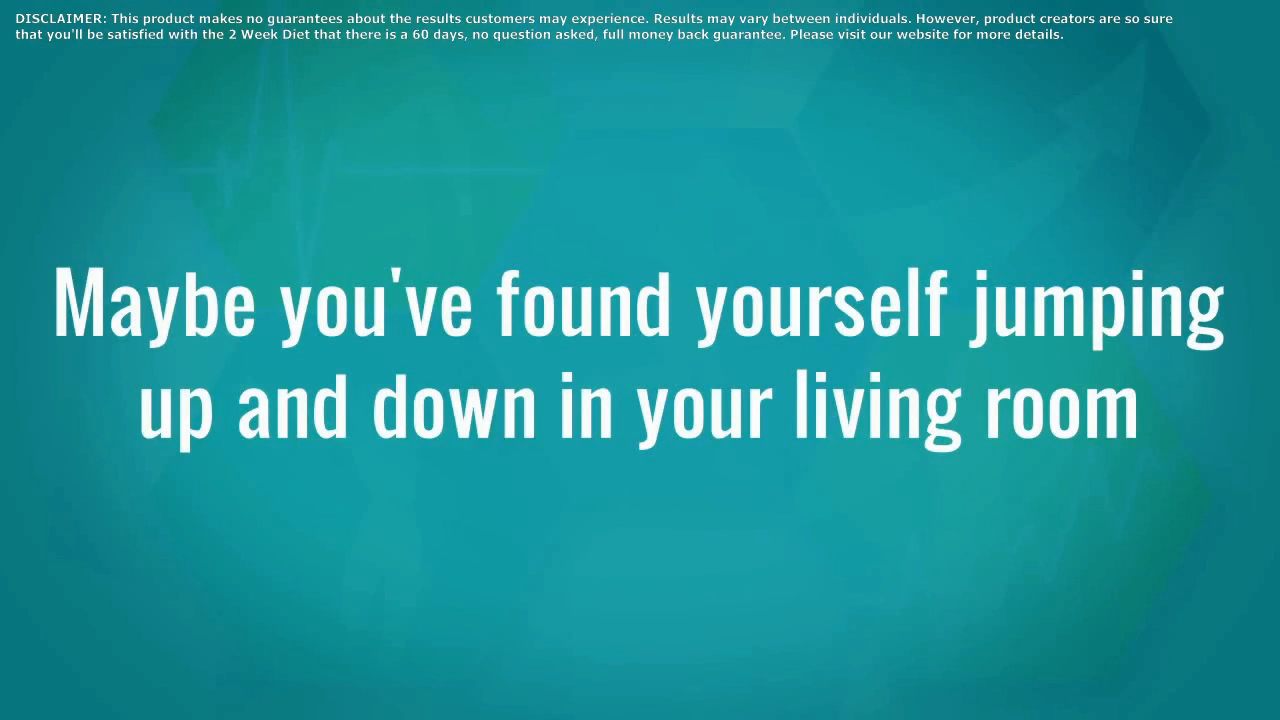 DISCLAIMER: This product makes no guarantees about the results customers may experience. Results may vary between individuals. However, product creators are so sure
that you'll be satisfied with the 2 Week Diet that there is a 60 days, no question asked, full money back guarantee. Please visit our website for more details.
Maybe you've found yourself jumping
up and down in your living room